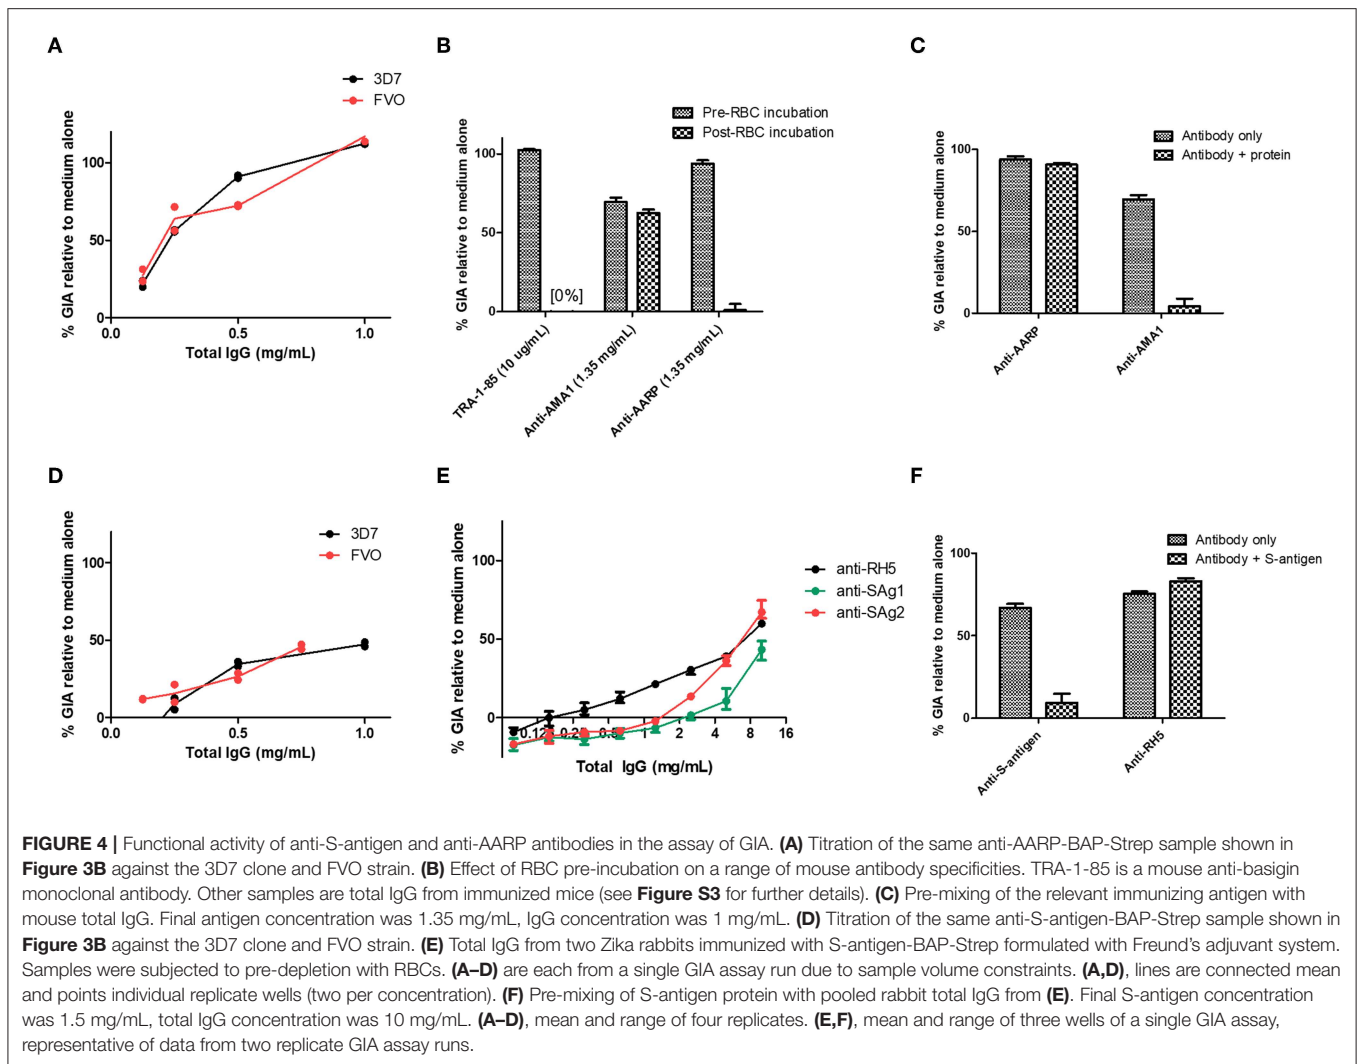 A
3D7
FVO
% GIA relative to medium alone
100
50
0
0.0
0.5
1.0
Total IgG (mg/mL)
B
Pre-RBC incubation
Post-RBC incubation
% GIA relative to medium alone
100
50
0
[0%]
TRA-1-85 (10 ug/mL)
Anti-AMA1 (1.35 mg/mL)
Anti-AARP (1.35 mg/mL)
C
Antibody only
Antibody + protein
% GIA relative to medium alone
100
50
0
Anti-AARP
Anti-AMA1
D
3D7
FVO
% GIA relative to medium alone
100
50
0
0.0
0.5
1.0
Total IgG (mg/mL)
E
anti-RH5
anti-SAg1
anti-SAg2
% GIA relative to medium alone
100
50
0
2
4
8
16
Total IgG (mg/mL)
F
Antibody only
Antibody + S-antigen
% GIA relative to medium alone
100
50
0
Anti-S-antigen
Anti-RH5
FIGURE 4 | Functional activity of anti-S-antigen and anti-AARP antibodies in the assay of GIA. (A) Titration of the same anti-AARP-BAP-Strep sample shown in
Figure 3B against the 3D7 clone and FVO strain. (B) Effect of RBC pre-incubation on a range of mouse antibody specificities. TRA-1-85 is a mouse anti-basigin
monoclonal antibody. Other samples are total IgG from immunized mice (see Figure S3 for further details). (C) Pre-mixing of the relevant immunizing antigen with
mouse total IgG. Final antigen concentration was 1.35 mg/mL, IgG concentration was 1 mg/mL. (D) Titration of the same anti-S-antigen-BAP-Strep sample shown in
Figure 3B against the 3D7 clone and FVO strain. (E) Total IgG from two Zika rabbits immunized with S-antigen-BAP-Strep formulated with Freund's adjuvant system.
Samples were subjected to pre-depletion with RBCs. (A–D) are each from a single GIA assay run due to sample volume constraints. (A,D), lines are connected mean
and points individual replicate wells (two per concentration). (F) Pre-mixing of S-antigen protein with pooled rabbit total IgG from (E). Final S-antigen concentration
was 1.5 mg/mL, total IgG concentration was 10 mg/mL. (A–D), mean and range of four replicates. (E,F), mean and range of three wells of a single GIA assay,
representative of data from two replicate GIA assay runs.